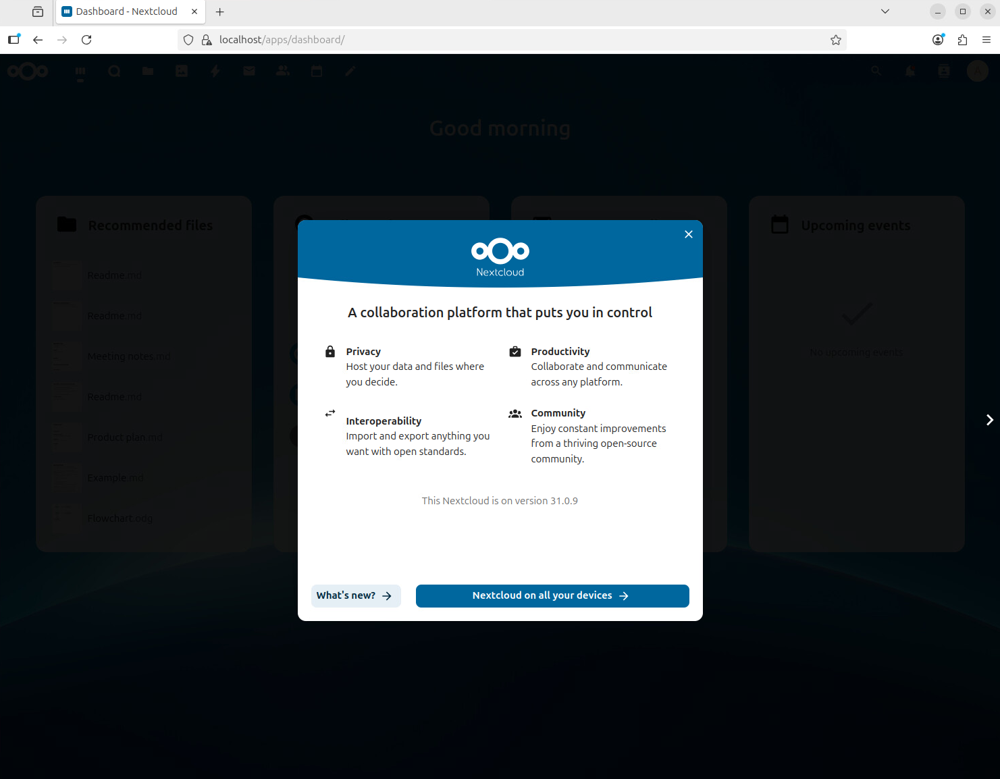 Dashboard - Nextcloud
localhost/apps/dashboard/
Good morning
Recommended files
Upcoming events
Readme.md
Readme.md
Meeting notes.md
Readme.md
Product plan.md
Example.md
Flowchart.odg
No upcoming events
Nextcloud
A collaboration platform that puts you in control
Privacy
Host your data and files where
you decide.
Productivity
Collaborate and communicate
across any platform.
Interoperability
Import and export anything you
want with open standards.
Community
Enjoy constant improvements
from a thriving open-source
community.
This Nextcloud is on version 31.0.9
What's new?
Nextcloud on all your devices